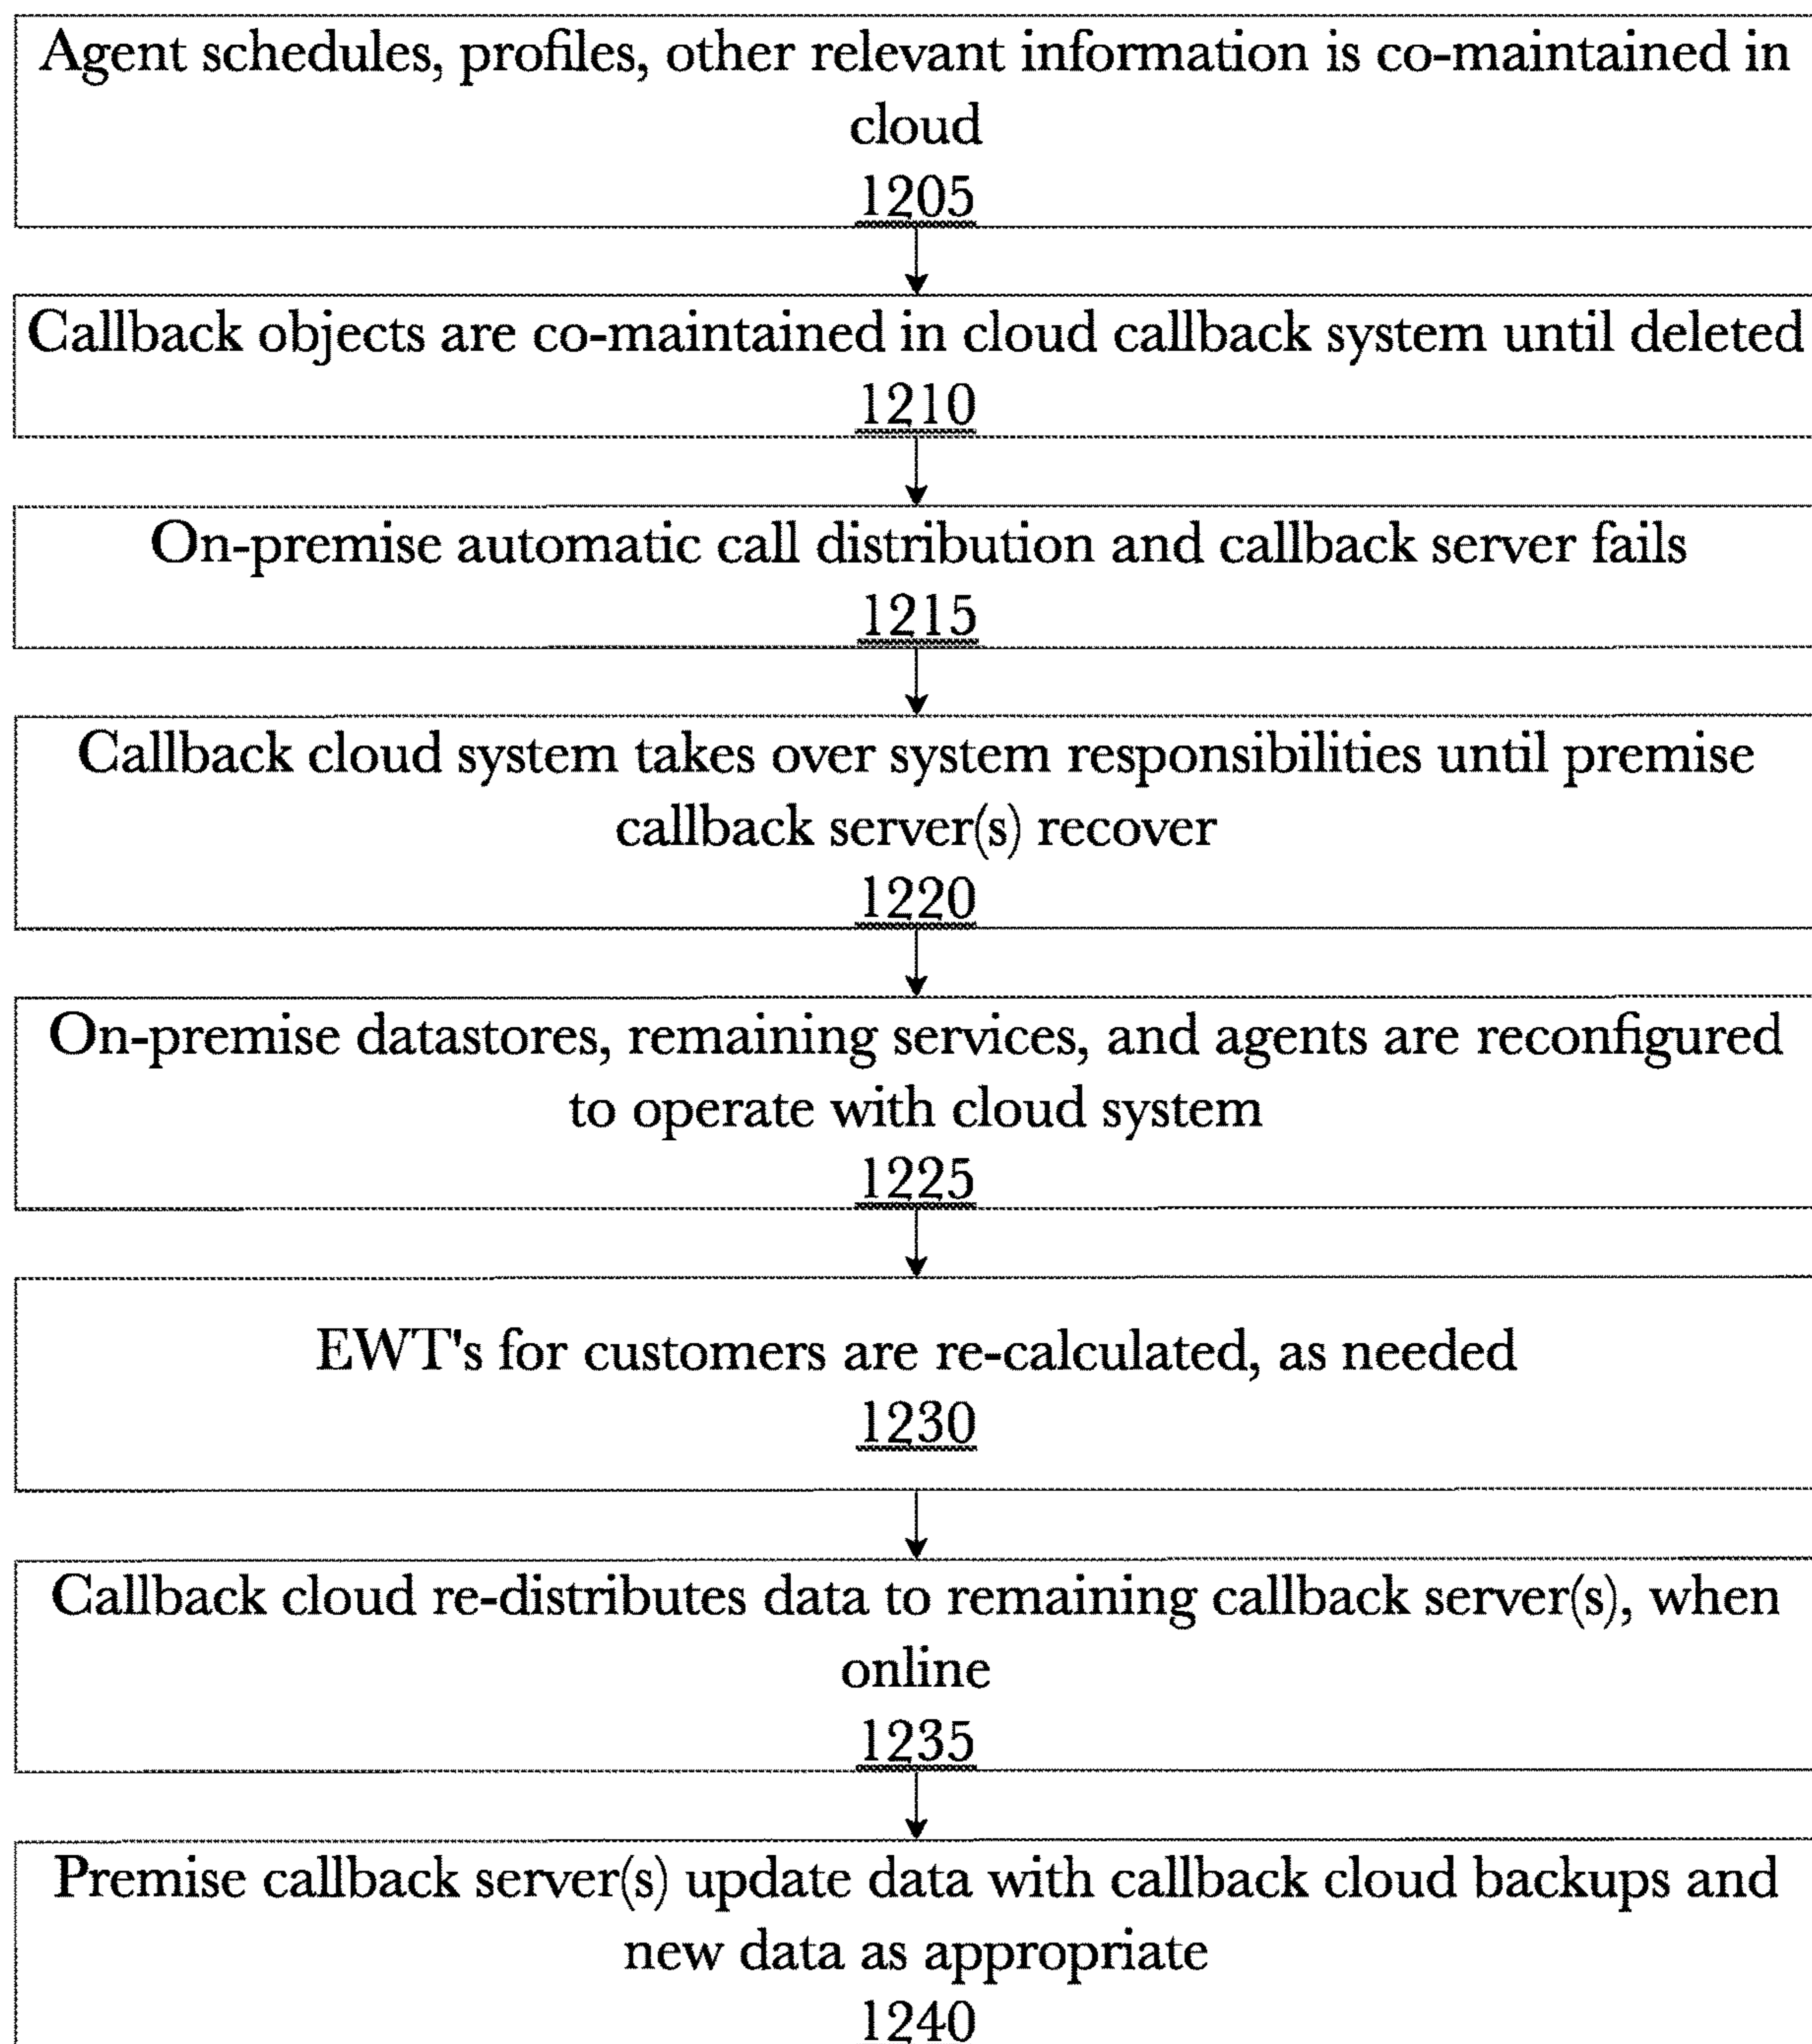 Agent schedules, profiles, other relevant information is co-maintained in
cloud
1205
Callback objects are co-maintained in cloud callback system until deleted
1210
On-premise automatic call distribution and callback server fails
1215
Callback cloud system takes over system responsibilities until premise
callback server(s) recover
1220
On-premise datastores, remaining services, and agents are reconfigured
to operate with cloud system
1225
EWT's for customers are re-calculated, as needed
1230
Callback cloud re-distributes data to remaining callback server(s), when
online
1235
Premise callback server(s) update data with callback cloud backups and
new data as appropriate
1240